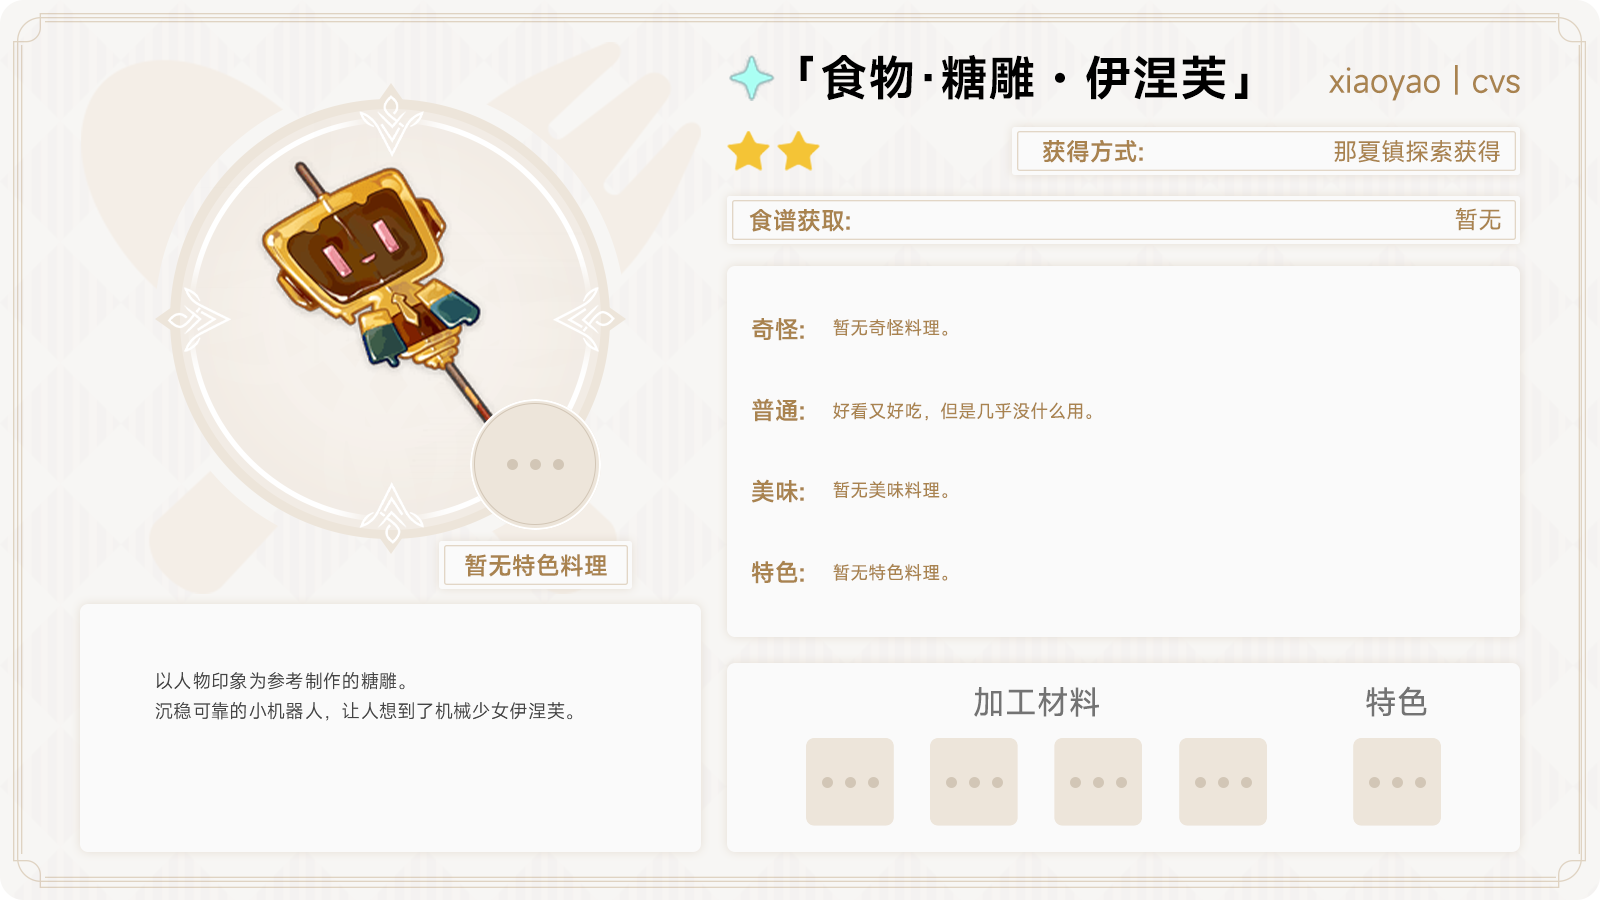 「食物·糖雕·伊涅芙」
xiaoyao | cvs
获得方式:
那夏镇探索获得
食谱获取:
暂无
奇怪:
暂无奇怪料理。
普通:
好看又好吃，但是几乎没什么用。
美味:
暂无美味料理。
特色:
暂无特色料理。
暂无特色料理
以人物印象为参考制作的糖雕。
沉稳可靠的小机器人，让人想到了机械少女伊涅芙。
加工材料
特色